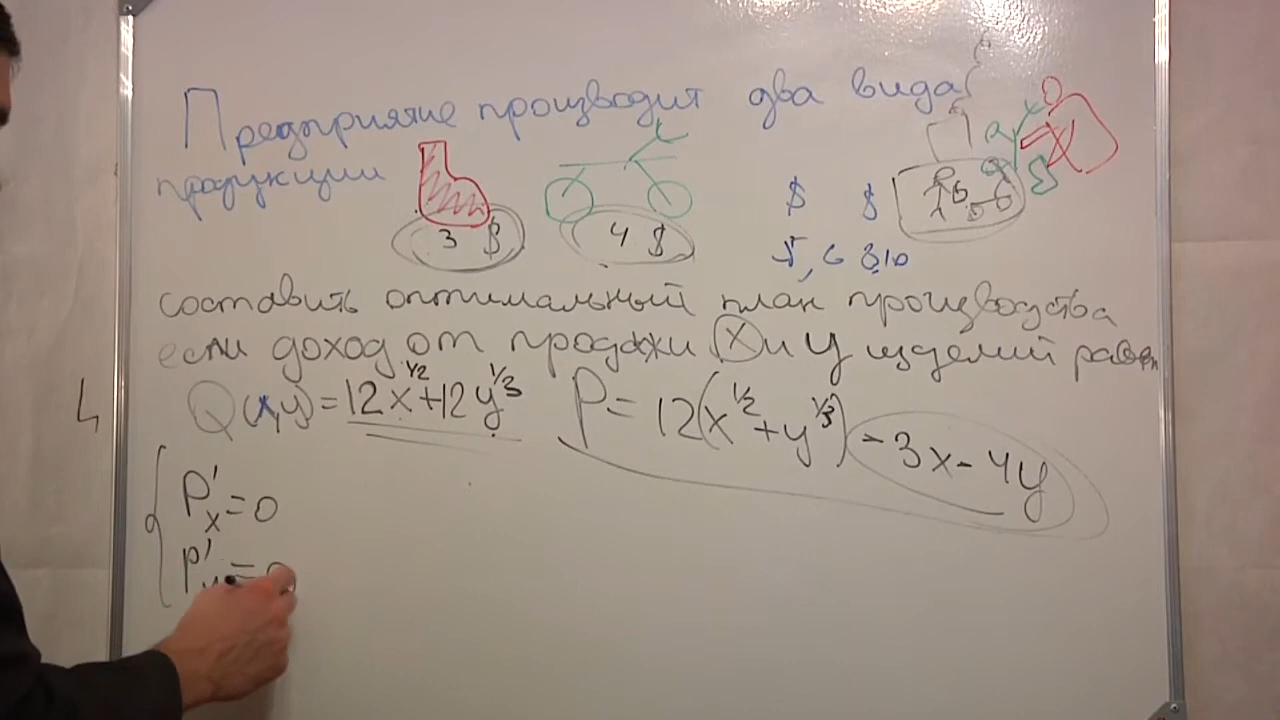 Предприятие производит два вида
продукции
3 $ 4 $ $ $
5, 6 8,10
составить оптимальный план производства
если доход от продажи x и y изделий равен
Q(x,y) = 12x^1/2 + 12y^1/3 P = 12(x^1/2 + y^1/3) - 3x - 4y
P'x = 0
P'y = 0